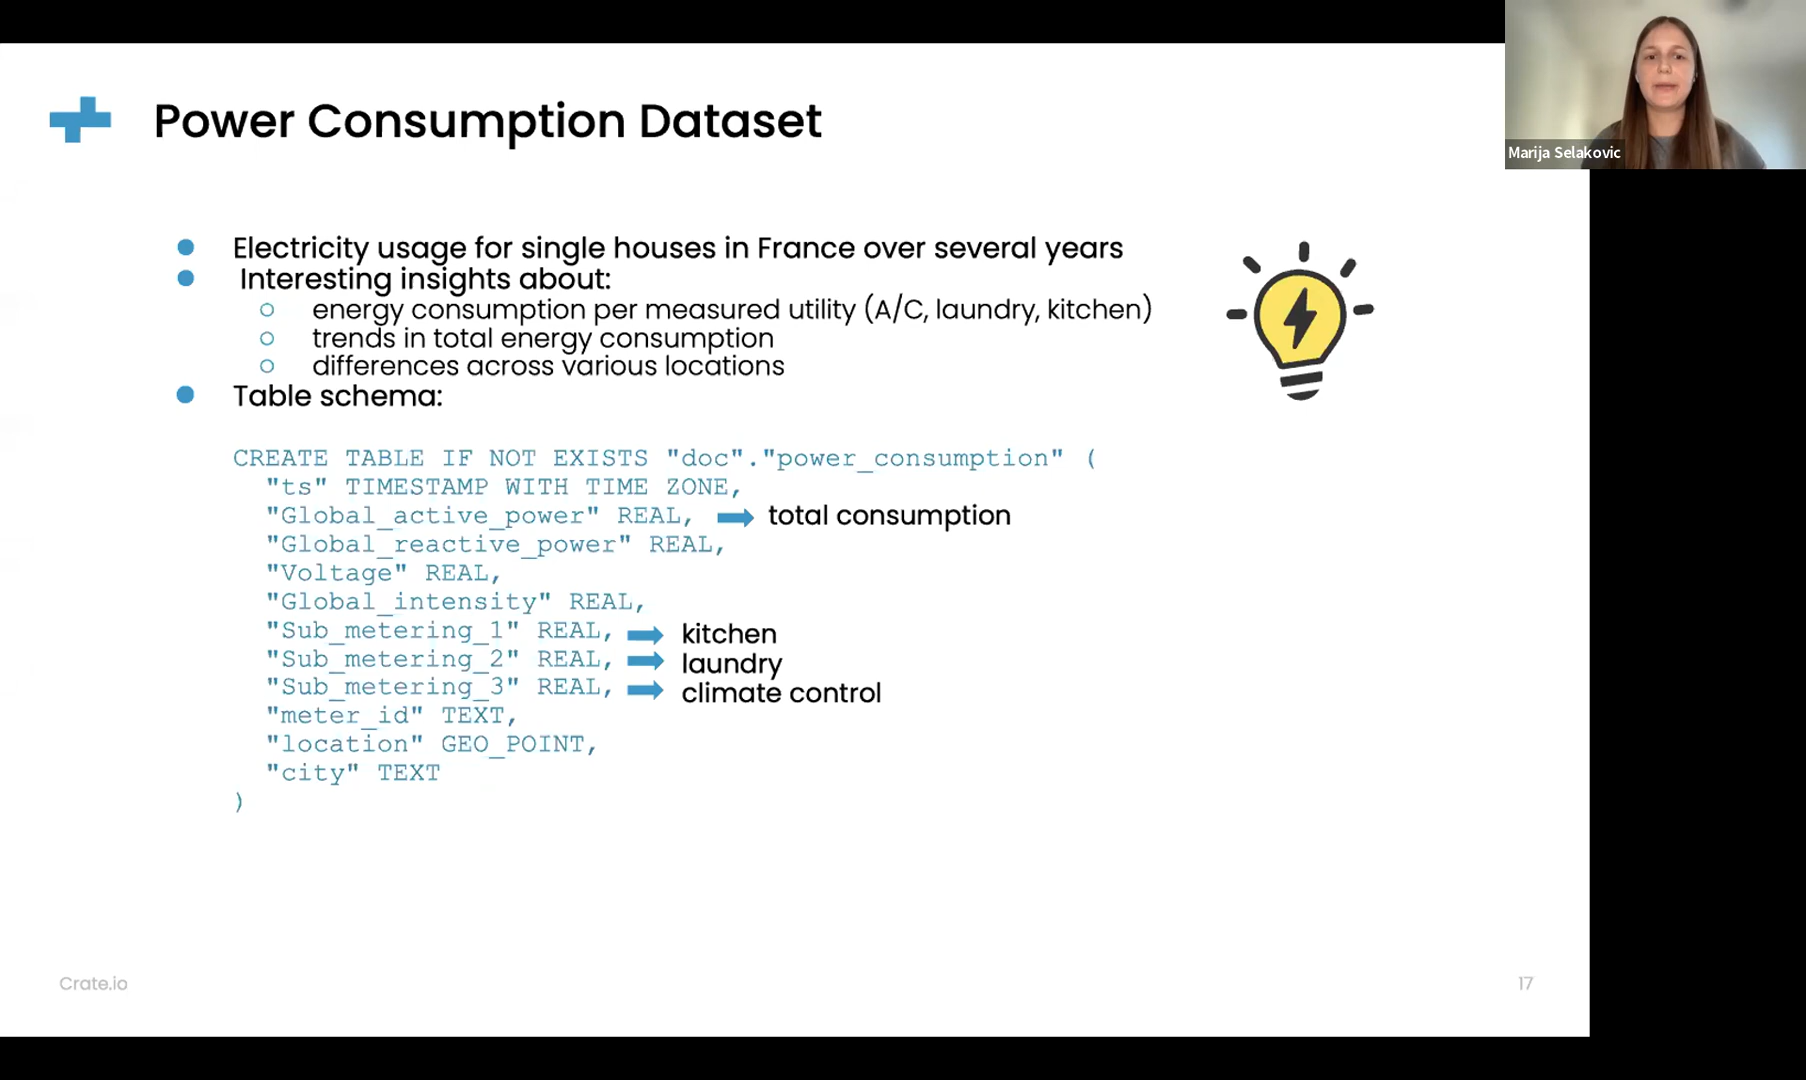 Power Consumption Dataset
Marija Selakovic
Electricity usage for single houses in France over several years
Interesting insights about:
energy consumption per measured utility (A/C, laundry, kitchen)
trends in total energy consumption
differences across various locations
Table schema:
CREATE TABLE IF NOT EXISTS "doc"."power_consumption" (
"ts" TIMESTAMP WITH TIME ZONE,
"Global_active_power" REAL, total consumption
"Global_reactive_power" REAL,
"Voltage" REAL,
"Global_intensity" REAL,
"Sub_metering_1" REAL, kitchen
"Sub_metering_2" REAL, laundry
"Sub_metering_3" REAL, climate control
"meter_id" TEXT,
"location" GEO_POINT,
"city" TEXT
)
Crate.io
17